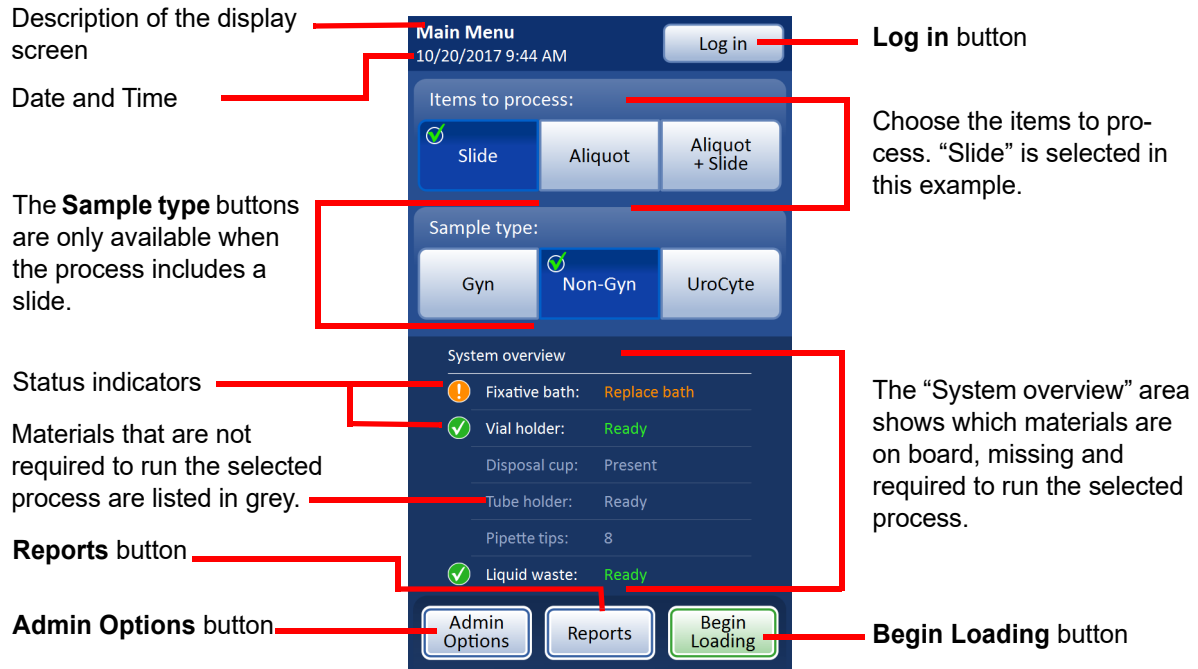 Description of the display
screen
Date and Time
The Sample type buttons
are only available when
the process includes a
slide.
Status indicators
Materials that are not
required to run the selected
process are listed in grey.
Reports button
Admin Options button
Main Menu
10/20/2017 9:44 AM
Log in
Items to process:
Slide
Aliquot
Aliquot
+ Slide
Sample type:
Gyn
Non-Gyn
UroCyte
System overview
Fixative bath: Replace bath
Vial holder: Ready
Disposal cup: Present
Tube holder: Ready
Pipette tips: 8
Liquid waste: Ready
Admin
Options
Reports
Begin
Loading
Log in button
Choose the items to pro-
cess. “Slide” is selected in
this example.
The “System overview” area
shows which materials are
on board, missing and
required to run the selected
process.
Begin Loading button